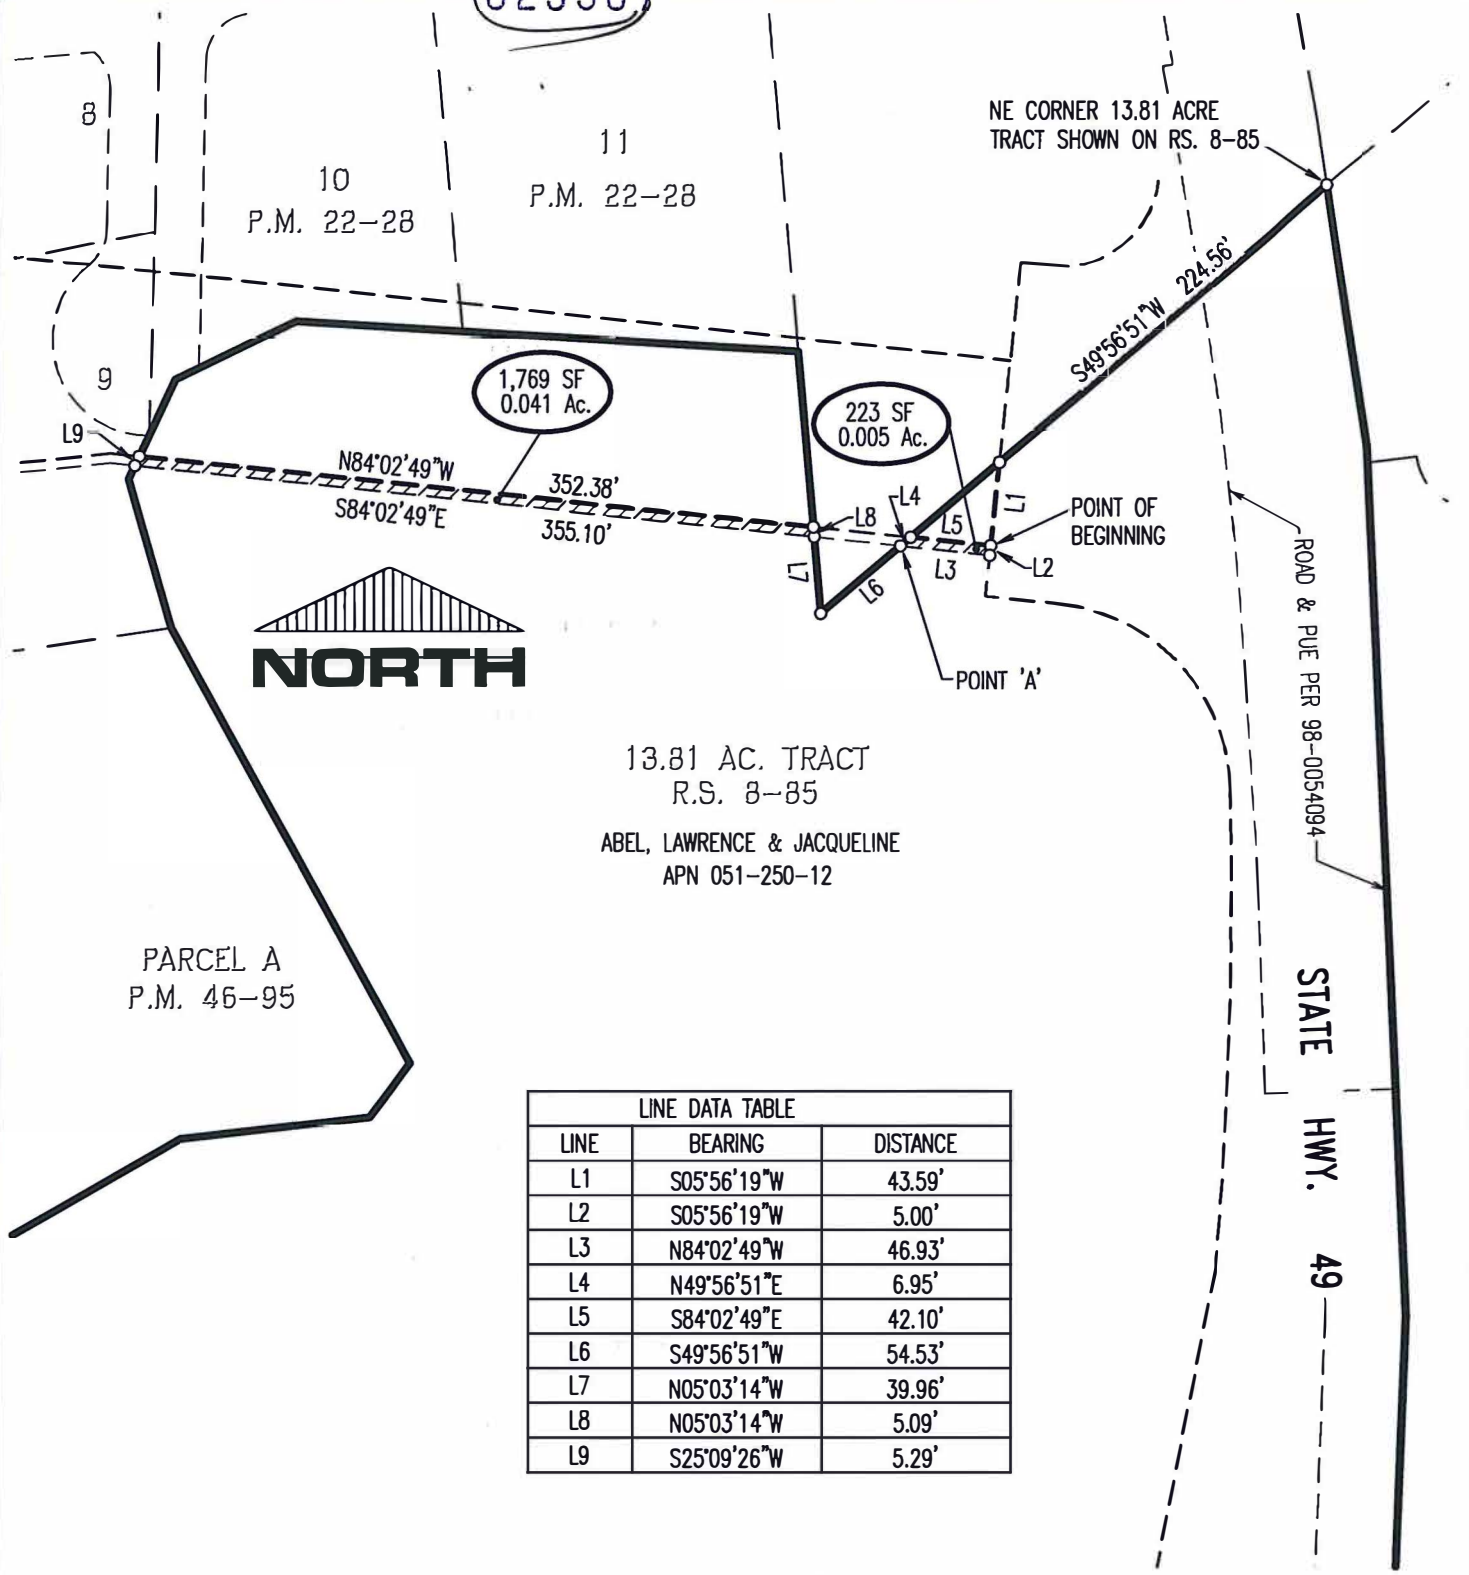 NE CORNER 13.81 ACRE
TRACT SHOWN ON RS. 8-85
8
10
P.M. 22-28
11
P.M. 22-28
S49°56'51"W 224.56'
9
L9
1,769 SF
0.041 Ac.
223 SF
0.005 Ac.
N84°02'49"W 352.38'
S84°02'49"E 355.10'
L8
L4
L5
L1
POINT OF
BEGINNING
L7
L6
L3
L2
POINT 'A'
NORTH
ROAD & PUE PER 98-0054094
13.81 AC. TRACT
R.S. 8-85
ABEL, LAWRENCE & JACQUELINE
APN 051-250-12
PARCEL A
P.M. 46-95
STATE HWY. 49
LINE DATA TABLE
LINE BEARING DISTANCE
L1 S05°56'19"W 43.59'
L2 S05°56'19"W 5.00'
L3 N84°02'49"W 46.93'
L4 N49°56'51"E 6.95'
L5 S84°02'49"E 42.10'
L6 S49°56'51"W 54.53'
L7 N05°03'14"W 39.96'
L8 N05°03'14"W 5.09'
L9 S25°09'26"W 5.29'